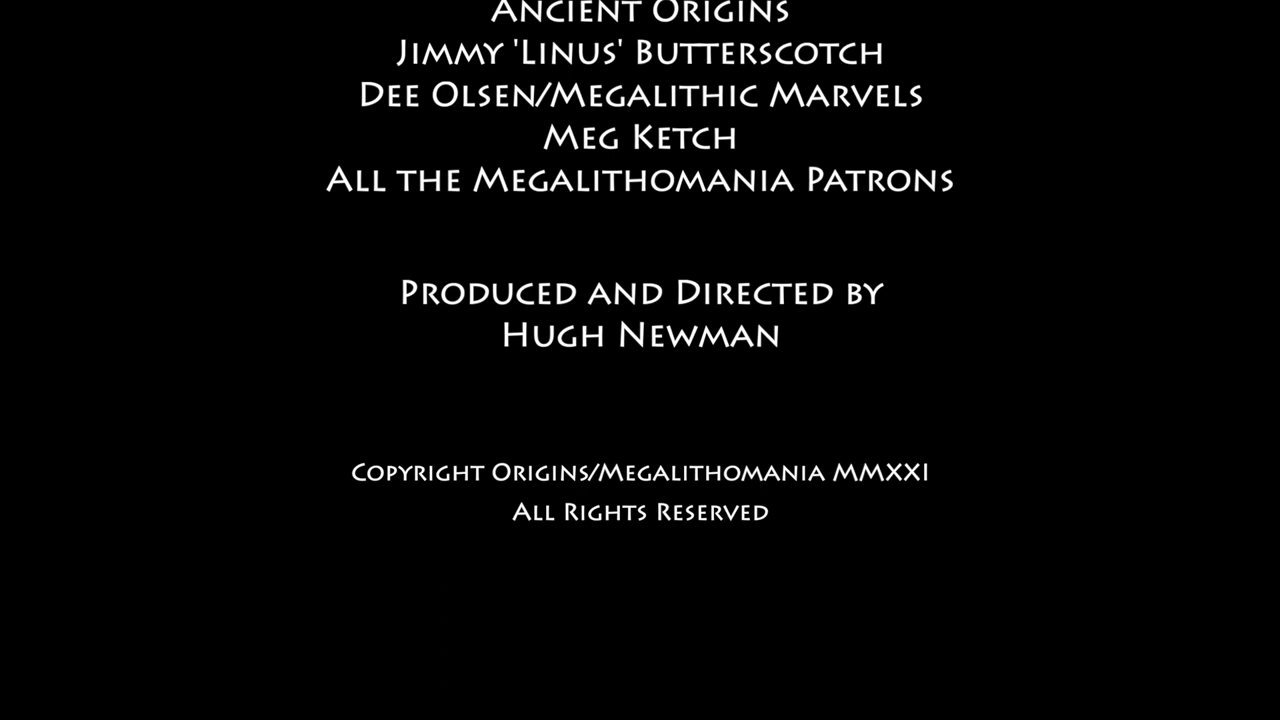 Ancient Origins
Jimmy 'Linus' Butterscotch
Dee Olsen/Megalithic Marvels
Meg Ketch
All the Megalithomania Patrons
Produced and Directed by
Hugh Newman
Copyright Origins/Megalithomania MMXXI
All Rights Reserved